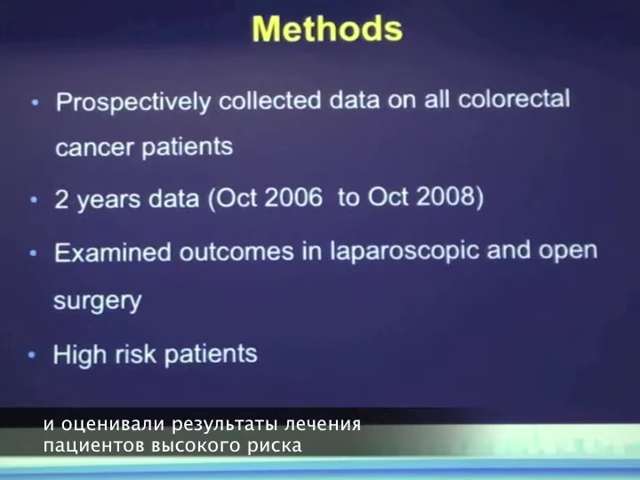 Methods
• Prospectively collected data on all colorectal
cancer patients
• 2 years data (Oct 2006 to Oct 2008)
• Examined outcomes in laparoscopic and open
surgery
• High risk patients
и оценивали результаты лечения
пациентов высокого риска